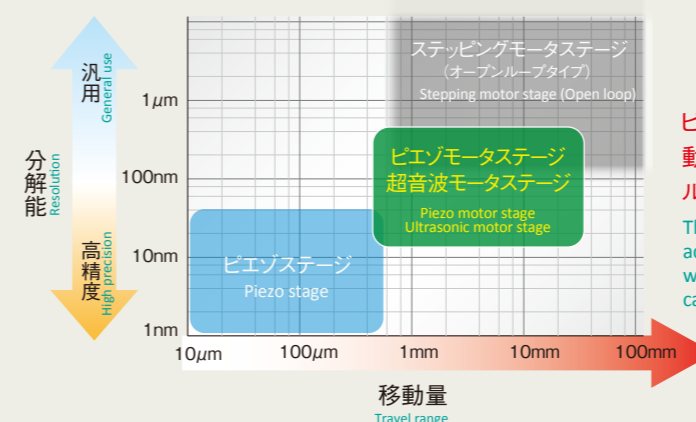 汎用
General use
分解能
Resolution
高精度
High precision
1μm
100nm
10nm
1nm
ステッピングモータステージ
（オープンループタイプ）
Stepping motor stage (Open loop)
ピエゾモータステージ
超音波モータステージ
Piezo motor stage
Ultrasonic motor stage
ピエゾステージ
Piezo stage
10μm
100μm
1mm
10mm
100mm
移動量
Travel range
動
ル